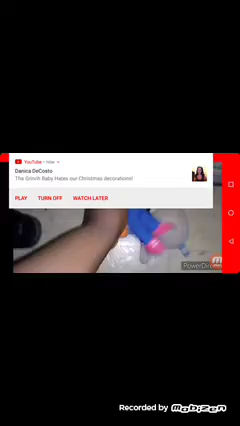 YouTube • now
Danica DeCosto
The Grinch Baby Hates our Christmas decorations!
PLAY TURN OFF WATCH LATER
PowerDire
Recorded by Mobizen